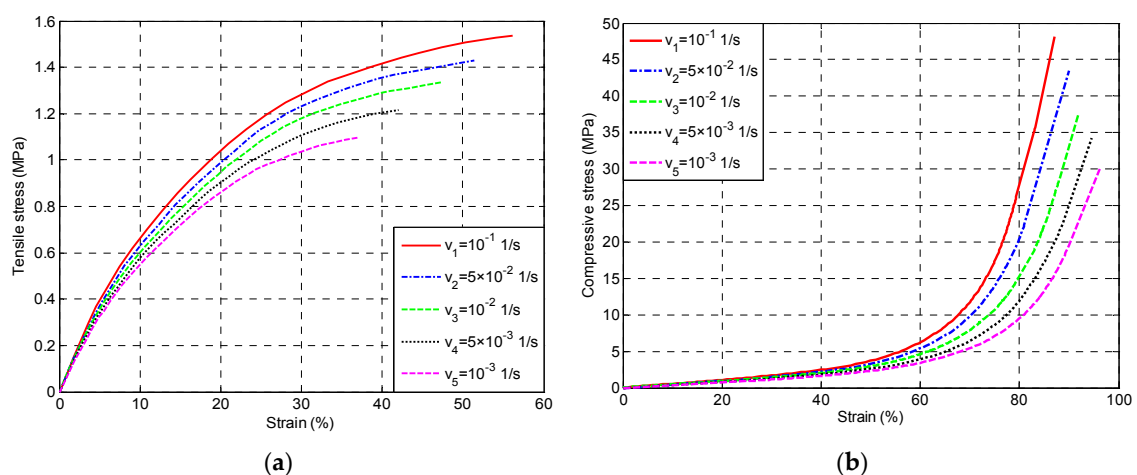 1.6
1.4
1.2
1
0.8
0.6
0.4
0.2
0
Tensile stress (MPa)
0 10 20 30 40 50 60
Strain (%)
v₁=10⁻¹ 1/s
v₂=5×10⁻² 1/s
v₃=10⁻² 1/s
v₄=5×10⁻³ 1/s
v₅=10⁻³ 1/s
(a)
50
45
40
35
30
25
20
15
10
5
0
Compressive stress (MPa)
0 20 40 60 80 100
Strain (%)
v₁=10⁻¹ 1/s
v₂=5×10⁻² 1/s
v₃=10⁻² 1/s
v₄=5×10⁻³ 1/s
v₅=10⁻³ 1/s
(b)